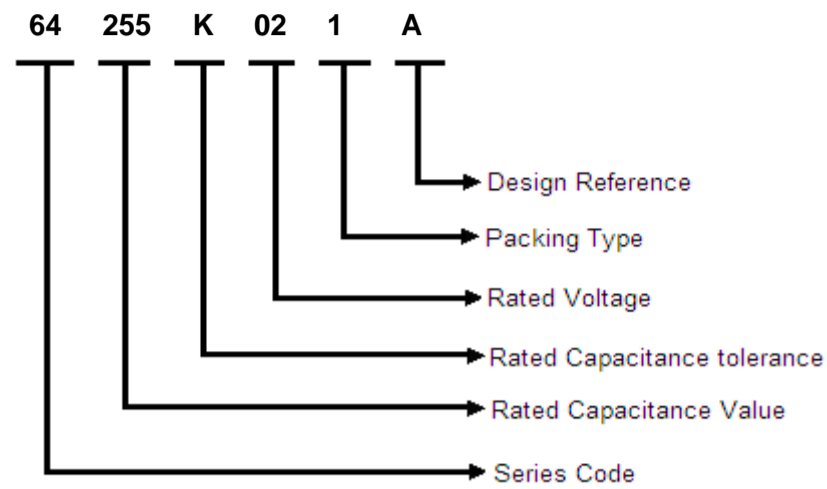 64 255 K 02 1 A
Design Reference
Packing Type
Rated Voltage
Rated Capacitance tolerance
Rated Capacitance Value
Series Code